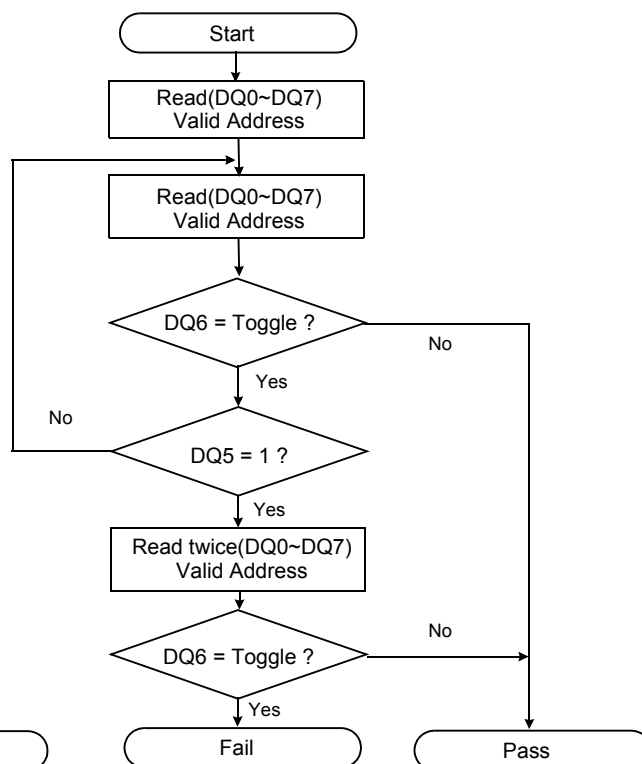 Start
Read(DQ0~DQ7)
Valid Address
Read(DQ0~DQ7)
Valid Address
DQ6 = Toggle ?
No
Yes
No
DQ5 = 1 ?
Yes
Read twice(DQ0~DQ7)
Valid Address
No
DQ6 = Toggle ?
Yes
Fail
Pass